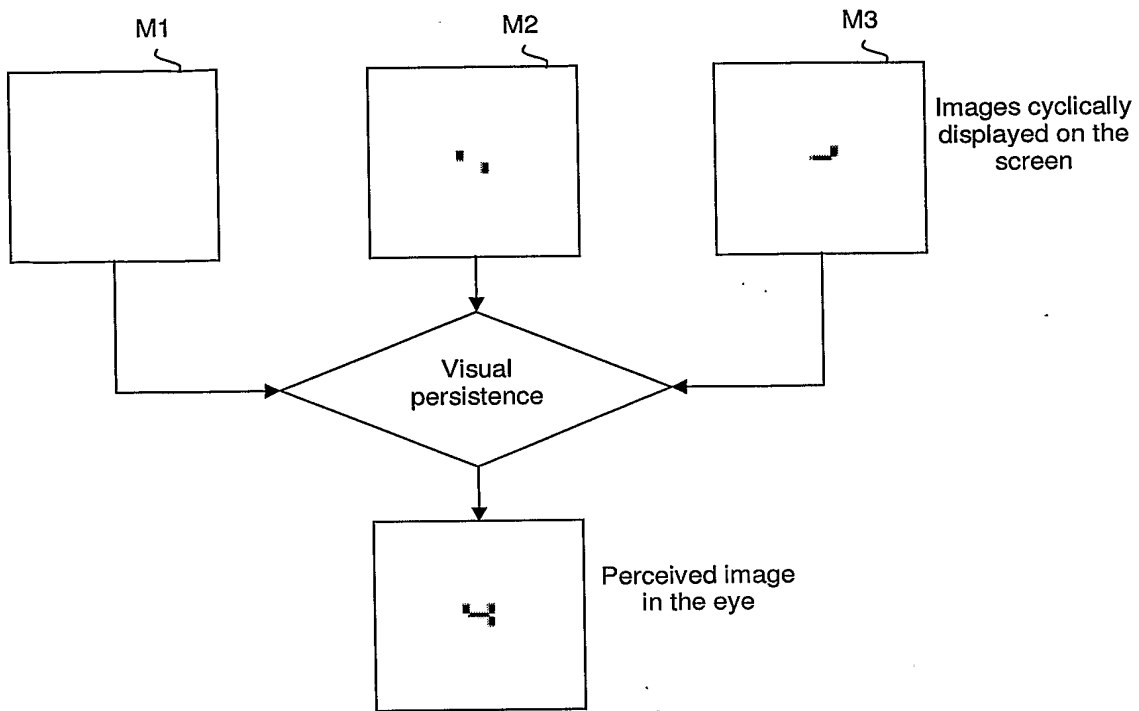 M1
M2
M3
Images cyclically
displayed on the
screen
Visual
persistence
Perceived image
in the eye